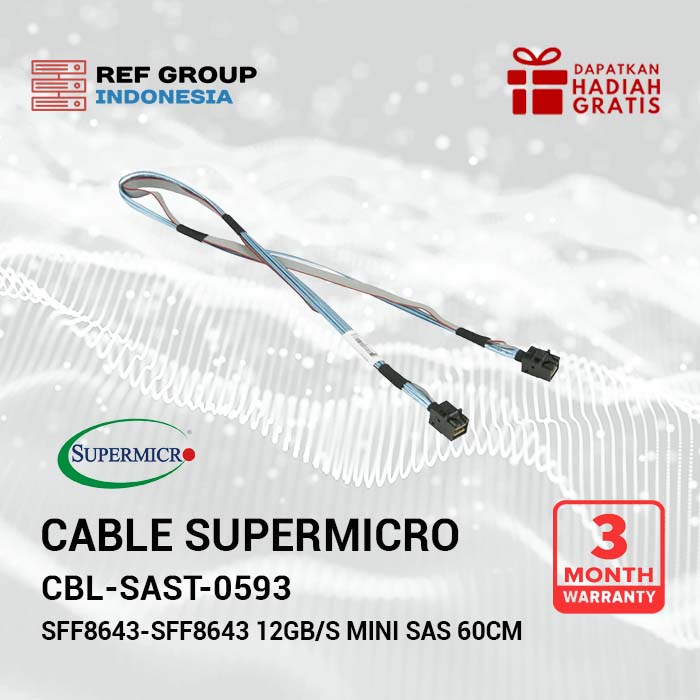 REF GROUP
INDONESIA
DAPATKAN
HADIAH
GRATIS
SUPERMICRO
CABLE SUPERMICRO
CBL-SAST-0593
SFF8643-SFF8643 12GB/S MINI SAS 60CM
3
MONTH
WARRANTY